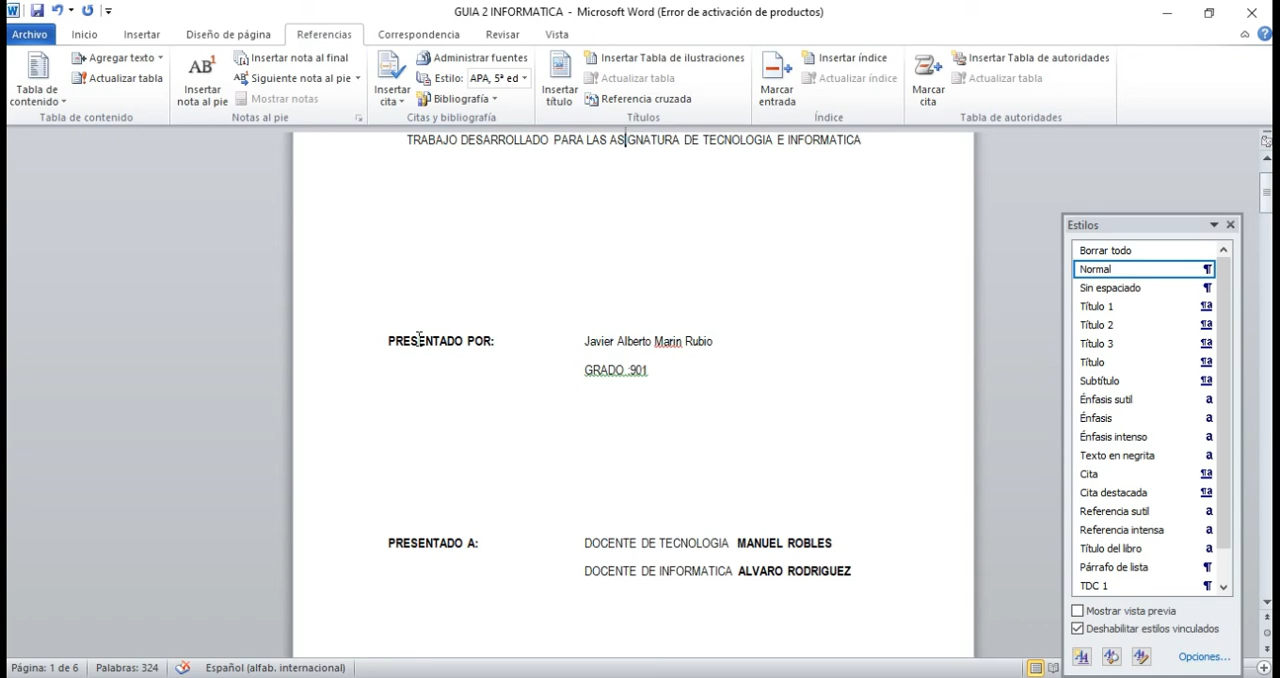 GUIA 2 INFORMATICA - Microsoft Word (Error de activación de productos)
Archivo Inicio Insertar Diseño de página Referencias Correspondencia Revisar Vista
Tabla de contenido
Agregar texto
Actualizar tabla
Tabla de contenido
AB1
Insertar nota al pie
Insertar nota al final
Siguiente nota al pie
Mostrar notas
Notas al pie
Insertar cita
Administrar fuentes
Estilo: APA, 5ª ed
Bibliografía
Citas y bibliografía
Insertar título
Insertar Tabla de ilustraciones
Actualizar tabla
Referencia cruzada
Títulos
Marcar entrada
Insertar índice
Actualizar índice
Índice
Marcar cita
Insertar Tabla de autoridades
Actualizar tabla
Tabla de autoridades
TRABAJO DESARROLLADO PARA LAS ASIGNATURA DE TECNOLOGIA E INFORMATICA
PRESENTADO POR: Javier Alberto Marin Rubio
GRADO :901
PRESENTADO A: DOCENTE DE TECNOLOGIA MANUEL ROBLES
DOCENTE DE INFORMATICA ALVARO RODRIGUEZ
Estilos
Borrar todo
Normal
Sin espaciado
Título 1
Título 2
Título 3
Título
Subtítulo
Énfasis sutil
Énfasis
Énfasis intenso
Texto en negrita
Cita
Cita destacada
Referencia sutil
Referencia intensa
Título del libro
Párrafo de lista
TDC 1
Mostrar vista previa
Deshabilitar estilos vinculados
Opciones...
Página: 1 de 6 Palabras: 324 Español (alfab. internacional)